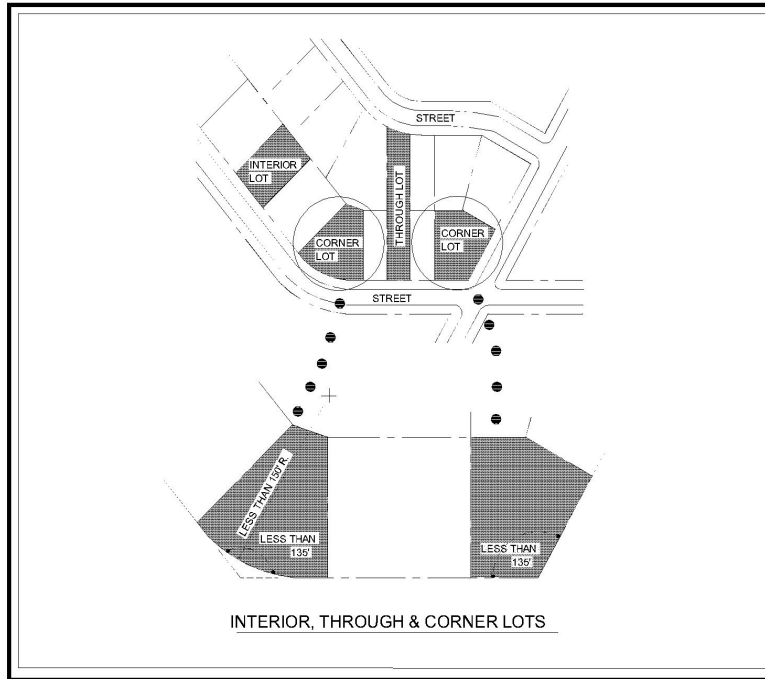 STREET
INTERIOR
LOT
THROUGH LOT
CORNER
LOT
CORNER
LOT
STREET
LESS THAN 150' R.
LESS THAN
135'
LESS THAN
135'
INTERIOR, THROUGH & CORNER LOTS